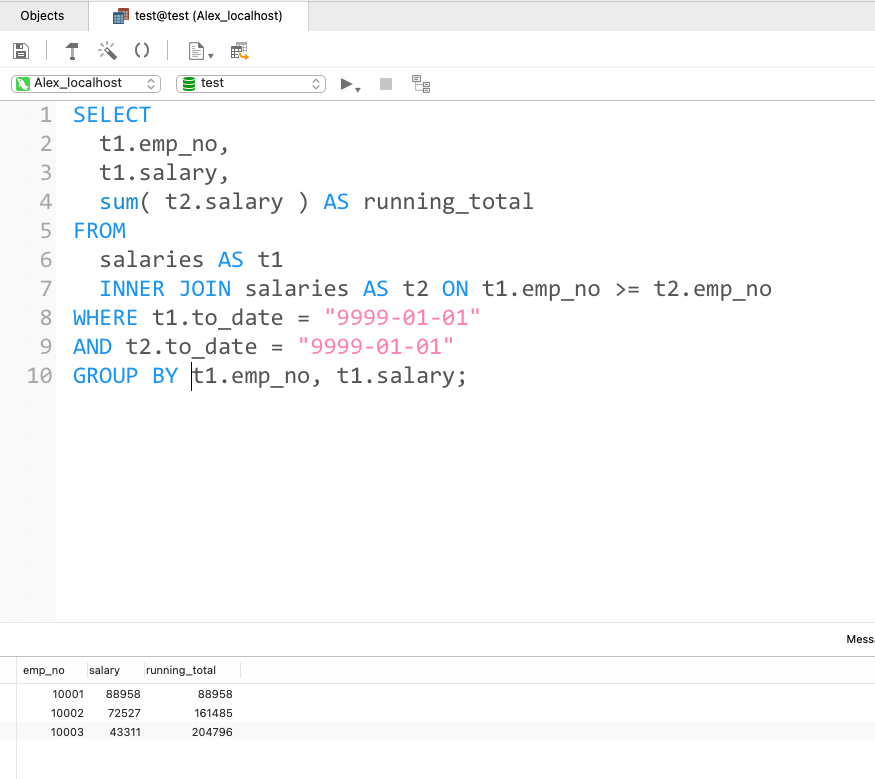 Objects test@test (Alex_localhost)
Alex_localhost test
1 SELECT
2 t1.emp_no,
3 t1.salary,
4 sum( t2.salary ) AS running_total
5 FROM
6 salaries AS t1
7 INNER JOIN salaries AS t2 ON t1.emp_no >= t2.emp_no
8 WHERE t1.to_date = "9999-01-01"
9 AND t2.to_date = "9999-01-01"
10 GROUP BY t1.emp_no, t1.salary;
Messa
emp_no salary running_total
10001 88958 88958
10002 72527 161485
10003 43311 204796